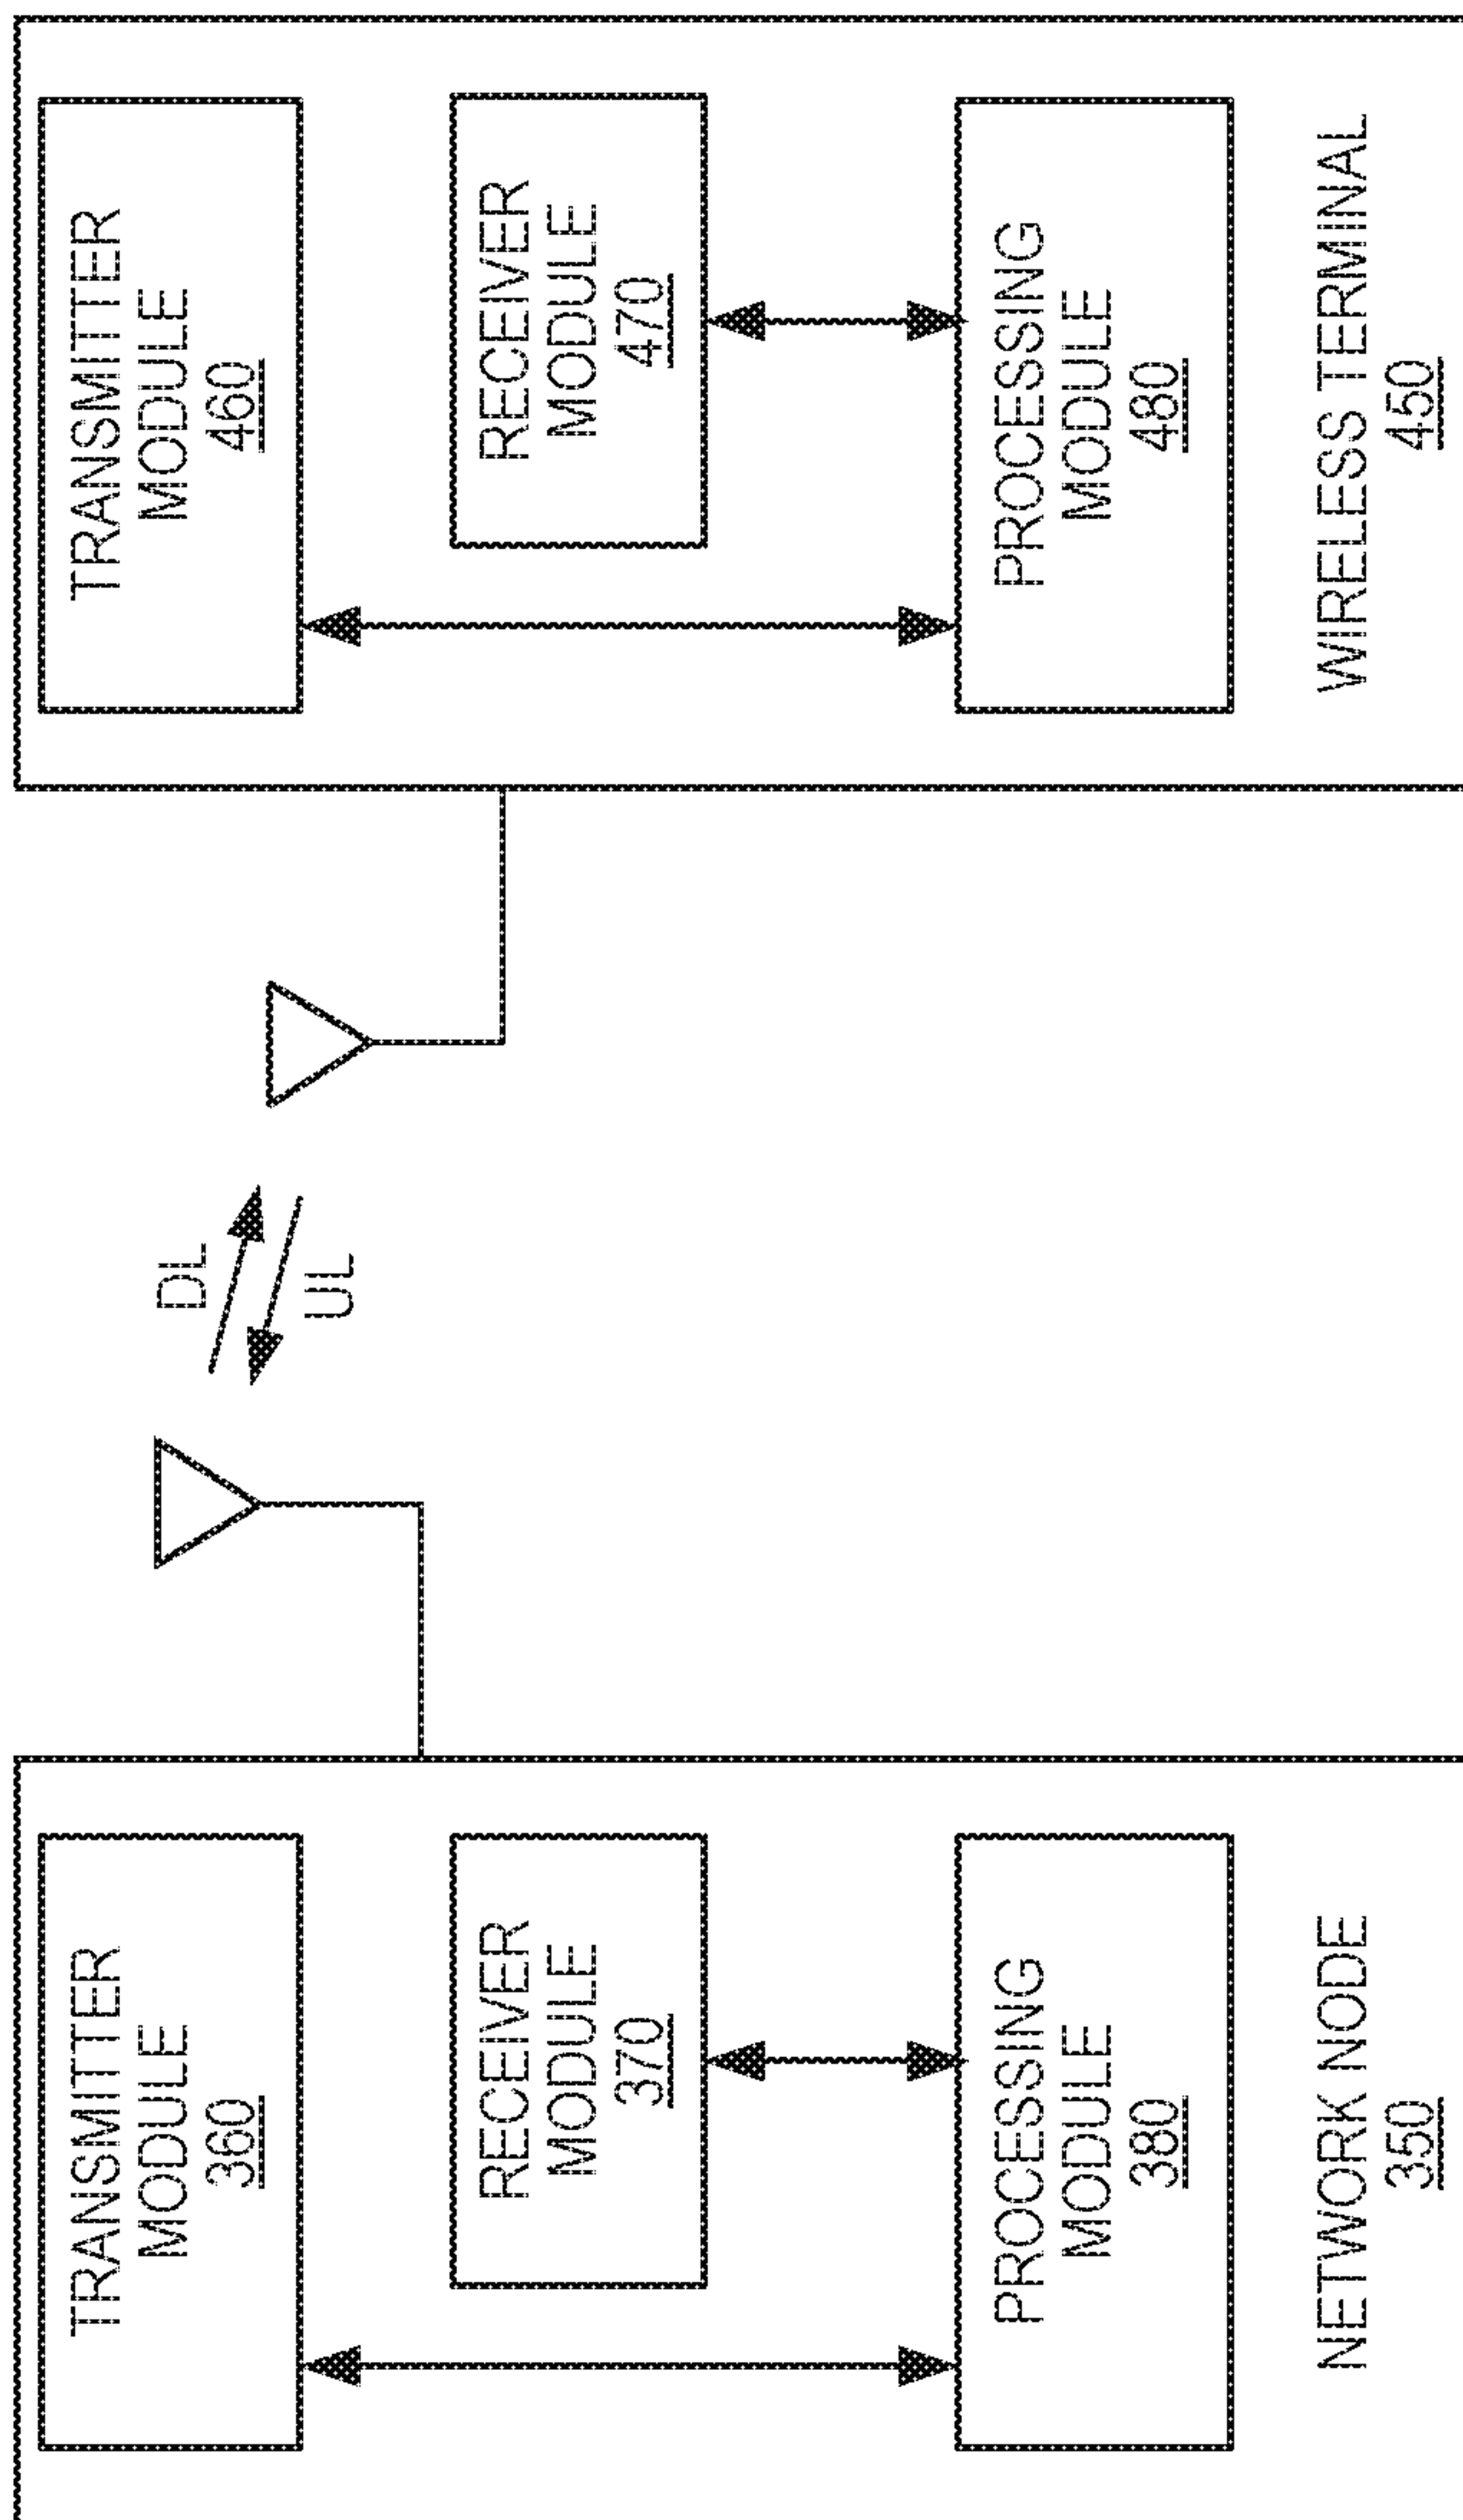 TRANSMITTER
MODULE
360
RECEIVER
MODULE
370
PROCESSING
MODULE
380
NETWORK NODE
350
DL
UL
TRANSMITTER
MODULE
460
RECEIVER
MODULE
470
PROCESSING
MODULE
480
WIRELESS TERMINAL
450